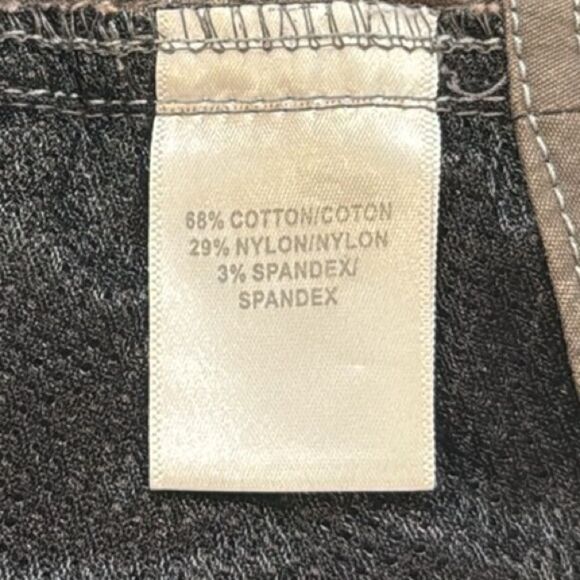 68% COTTON/COTON
29% NYLON/NYLON
3% SPANDEX/
SPANDEX